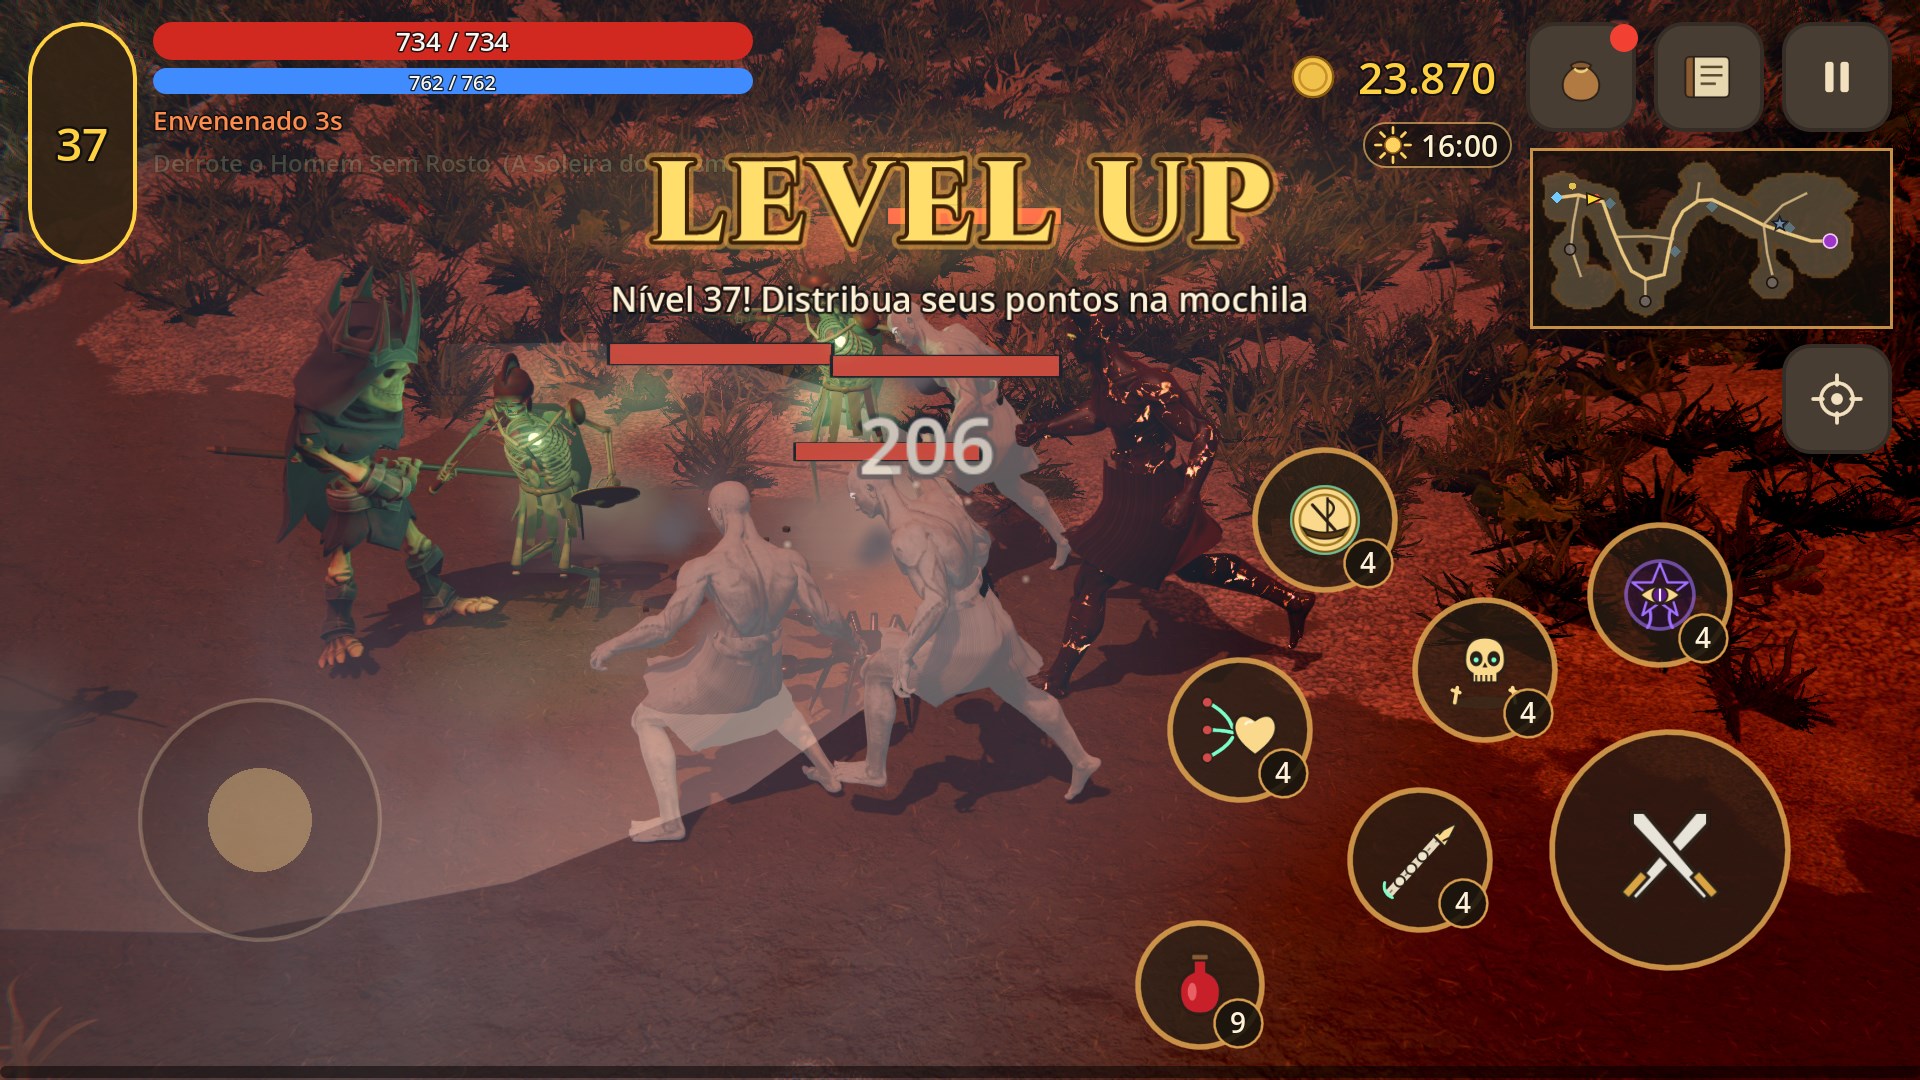 37
734 / 734
762 / 762
Envenenado 3s
Derrote o Homem Sem Rosto (A Soleira do
23.870
16:00
LEVEL UP
Nível 37! Distribua seus pontos na mochila
206
4
4
4
4
4
9